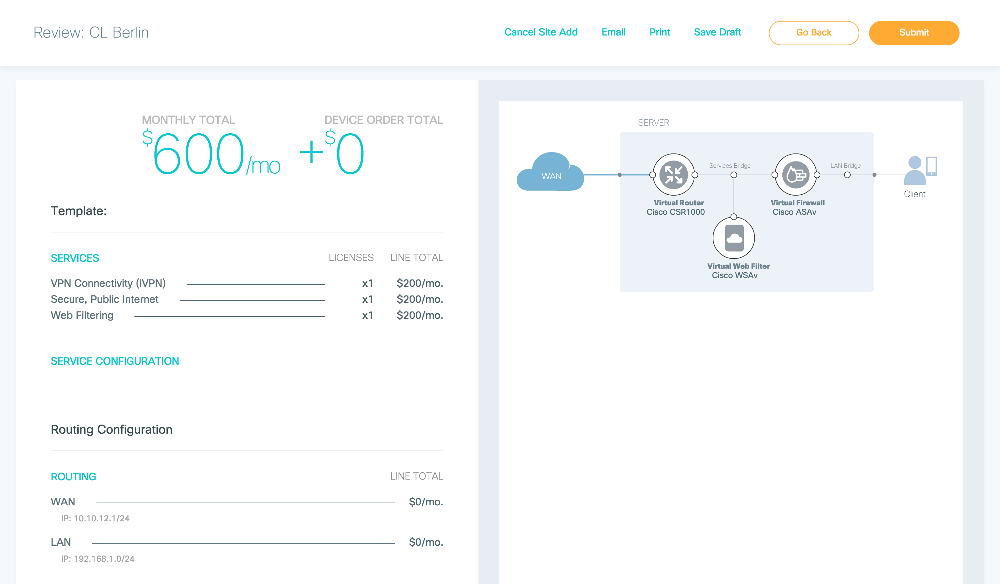 Review: CL Berlin
Cancel Site Add Email Print Save Draft Go Back Submit
MONTHLY TOTAL DEVICE ORDER TOTAL
$600/mo + $0
Template:
SERVICES LICENSES LINE TOTAL
VPN Connectivity (IVPN) x1 $200/mo.
Secure, Public Internet x1 $200/mo.
Web Filtering x1 $200/mo.
SERVICE CONFIGURATION
Routing Configuration
ROUTING LINE TOTAL
WAN $0/mo.
IP: 10.10.12.1/24
LAN $0/mo.
IP: 192.168.1.0/24
SERVER
WAN
Services Bridge
LAN Bridge
Client
Virtual Router
Cisco CSR1000
Virtual Firewall
Cisco ASAv
Virtual Web Filter
Cisco WSAv